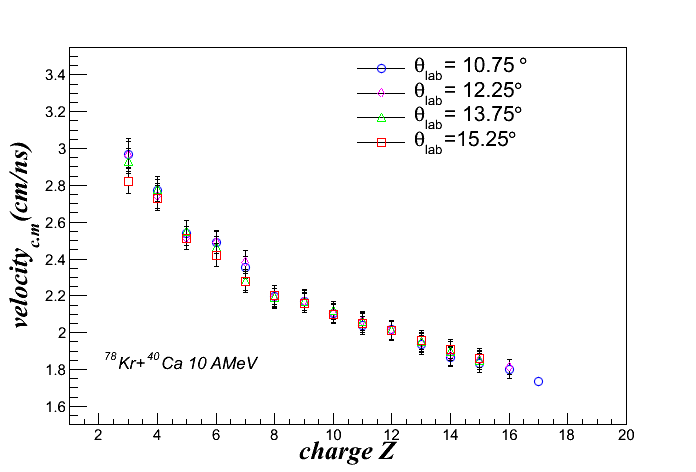 θlab= 10.75 °
θlab= 12.25°
θlab= 13.75°
θlab=15.25°
3.4
3.2
3
2.8
2.6
2.4
2.2
2
1.8
1.6
velocityc.m(cm/ns)
78Kr+40Ca 10 AMeV
2 4 6 8 10 12 14 16 18 20
charge Z